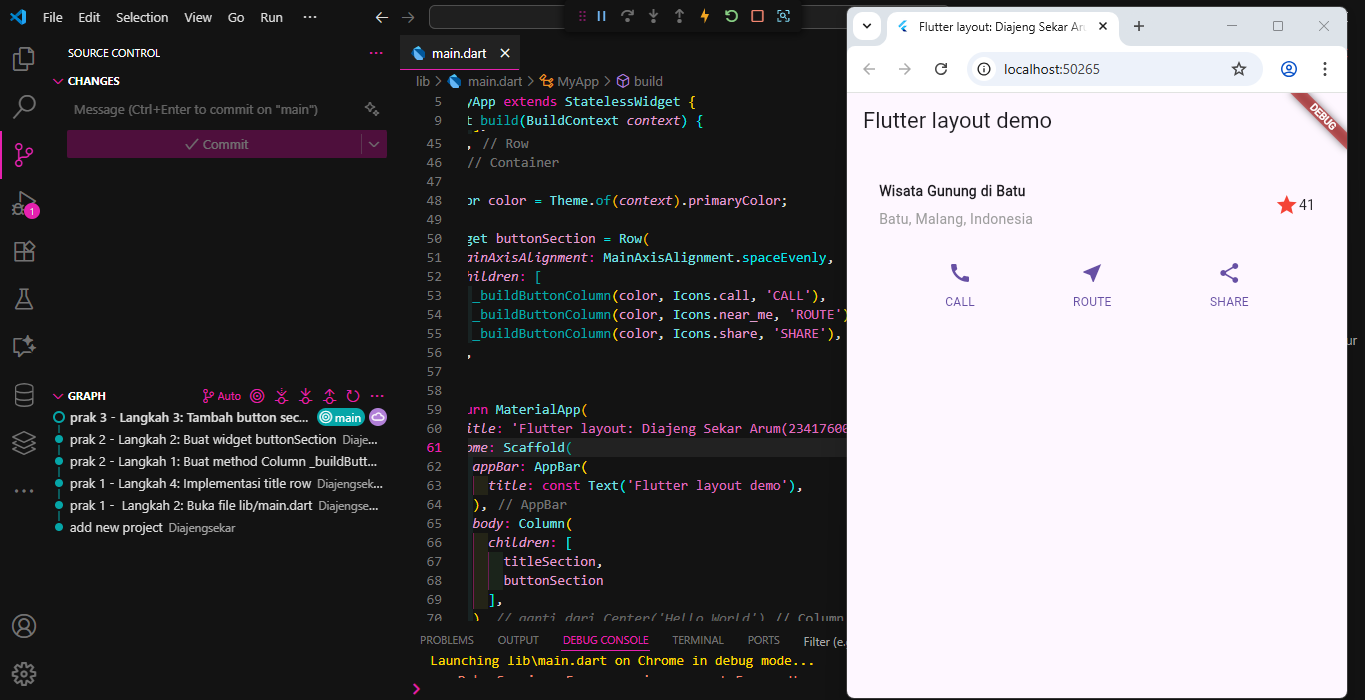 File Edit Selection View Go Run ···
SOURCE CONTROL
CHANGES
Message (Ctrl+Enter to commit on "main")
Commit
1
GRAPH
Auto
prak 3 - Langkah 3: Tambah button sec... main
prak 2 - Langkah 2: Buat widget buttonSection Diaje...
prak 2 - Langkah 1: Buat method Column _buildButt...
prak 1 - Langkah 4: Implementasi title row Diajengsek...
prak 1 - Langkah 2: Buka file lib/main.dart Diajengse...
add new project Diajengsekar
main.dart
lib > main.dart > MyApp > build
5 yApp extends StatelessWidget {
9 t build(BuildContext context) {
45 , // Row
46 // Container
47
48 or color = Theme.of(context).primaryColor;
49
50 get buttonSection = Row(
51 ainAxisAlignment: MainAxisAlignment.spaceEvenly,
52 hildren: [
53 _buildButtonColumn(color, Icons.call, 'CALL'),
54 _buildButtonColumn(color, Icons.near_me, 'ROUTE')
55 _buildButtonColumn(color, Icons.share, 'SHARE'),
56 ,
57
58
59 urn MaterialApp(
60 itle: 'Flutter layout: Diajeng Sekar Arum(23417600
61 ome: Scaffold(
62 appBar: AppBar(
63 title: const Text('Flutter layout demo'),
64 ), // AppBar
65 body: Column(
66 children: [
67 titleSection,
68 buttonSection
69 ],
70 ) // ganti dari Center('Hello World') // Column
PROBLEMS OUTPUT DEBUG CONSOLE TERMINAL PORTS Filter (e.
Launching lib\main.dart on Chrome in debug mode...
Flutter layout: Diajeng Sekar Aru
localhost:50265
DEBUG
Flutter layout demo
Wisata Gunung di Batu
Batu, Malang, Indonesia
41
CALL ROUTE SHARE
ur